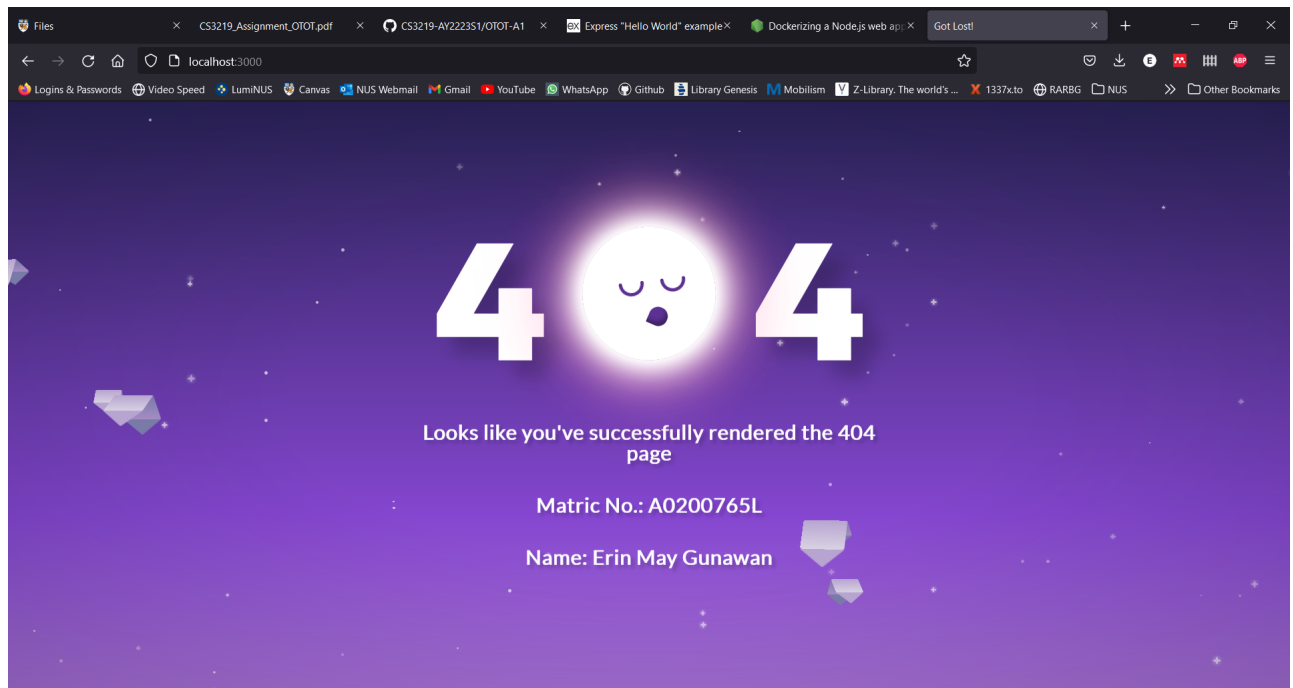 Files
CS3219_Assignment_OTOT.pdf
CS3219-AY2223S1/OTOT-A1
ex Express "Hello World" example
Dockerizing a Node.js web app
Got Lost!
localhost:3000
E
ABP
Logins & Passwords
Video Speed
LumiNUS
Canvas
NUS Webmail
Gmail
YouTube
WhatsApp
Github
Library Genesis
Mobilism
Z-Library. The world's ...
1337x.to
RARBG
NUS
Other Bookmarks
4 4
Looks like you've successfully rendered the 404
page
Matric No.: A0200765L
Name: Erin May Gunawan